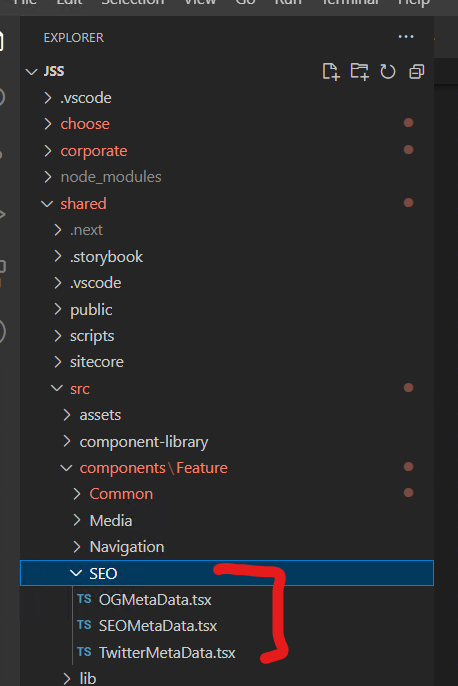 File Edit Selection View Go Run Terminal Help
EXPLORER
JSS
.vscode
choose
corporate
node_modules
shared
.next
.storybook
.vscode
public
scripts
sitecore
src
assets
component-library
components\Feature
Common
Media
Navigation
SEO
TS OGMetaData.tsx
TS SEOMetaData.tsx
TS TwitterMetaData.tsx
lib